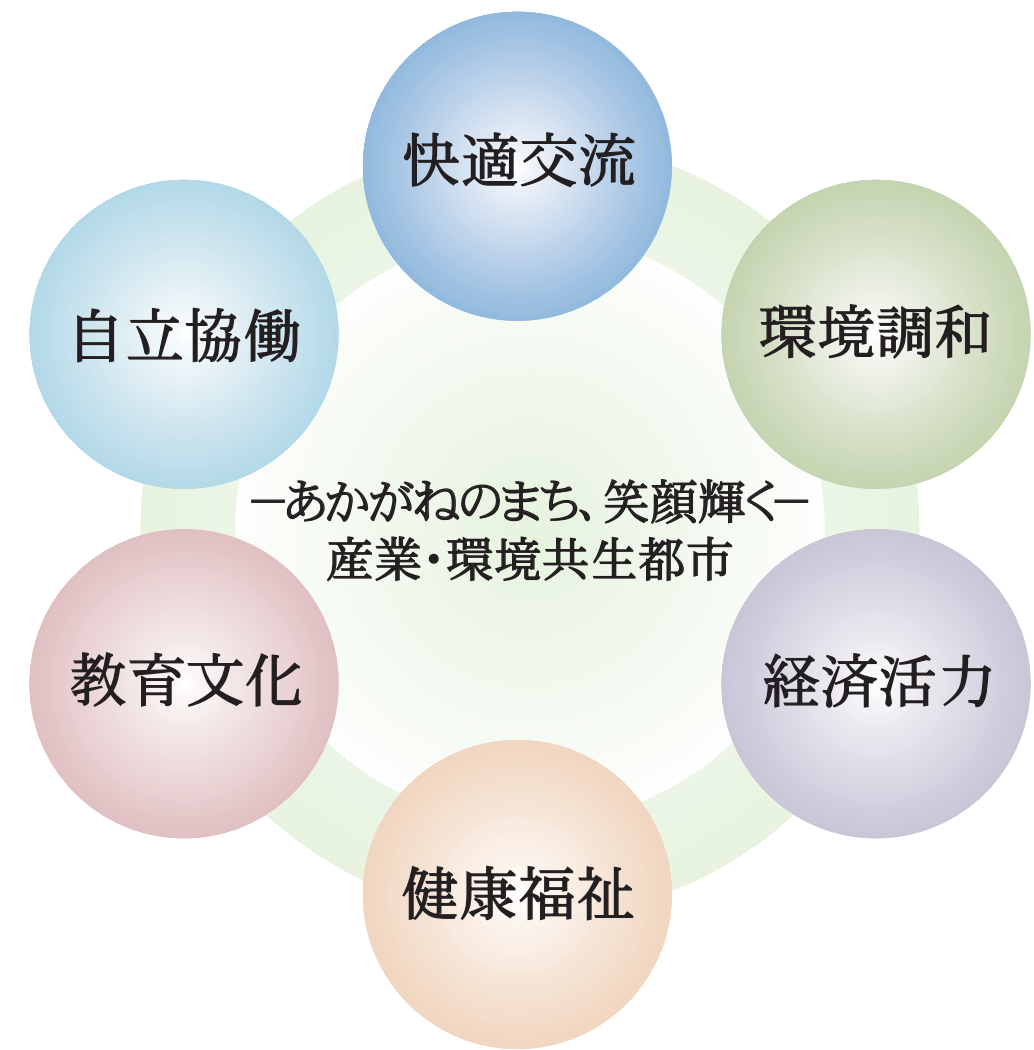 快適交流
環境調和
自立協働
ーあかがねのまち、笑顔輝くー
産業・環境共生都市
教育文化
経済活力
健康福祉